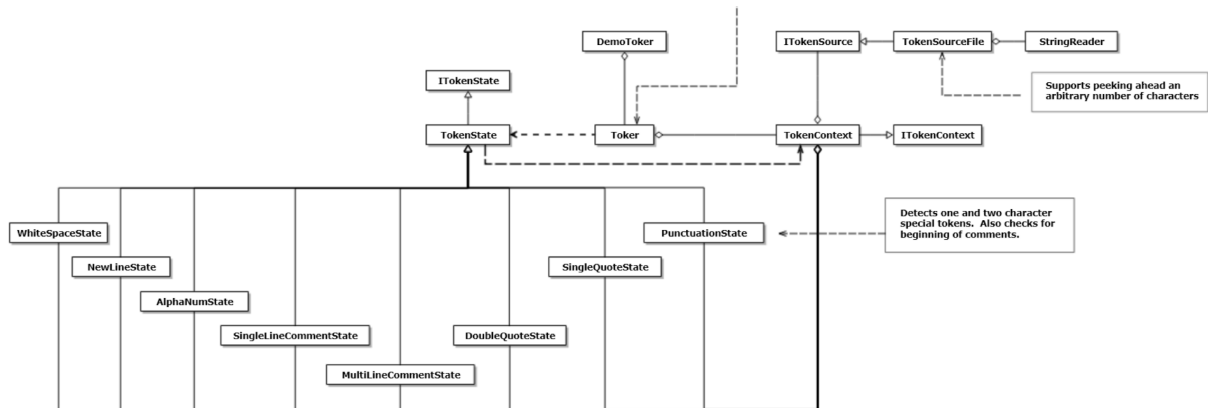 DemoToker
ITokenSource
TokenSourceFile
StringReader
ITokenState
Supports peeking ahead an
arbitrary number of characters
TokenState
Toker
TokenContext
ITokenContext
WhiteSpaceState
PunctuationState
Detects one and two character
special tokens. Also checks for
beginning of comments.
NewLineState
SingleQuoteState
AlphaNumState
SingleLineCommentState
DoubleQuoteState
MultiLineCommentState